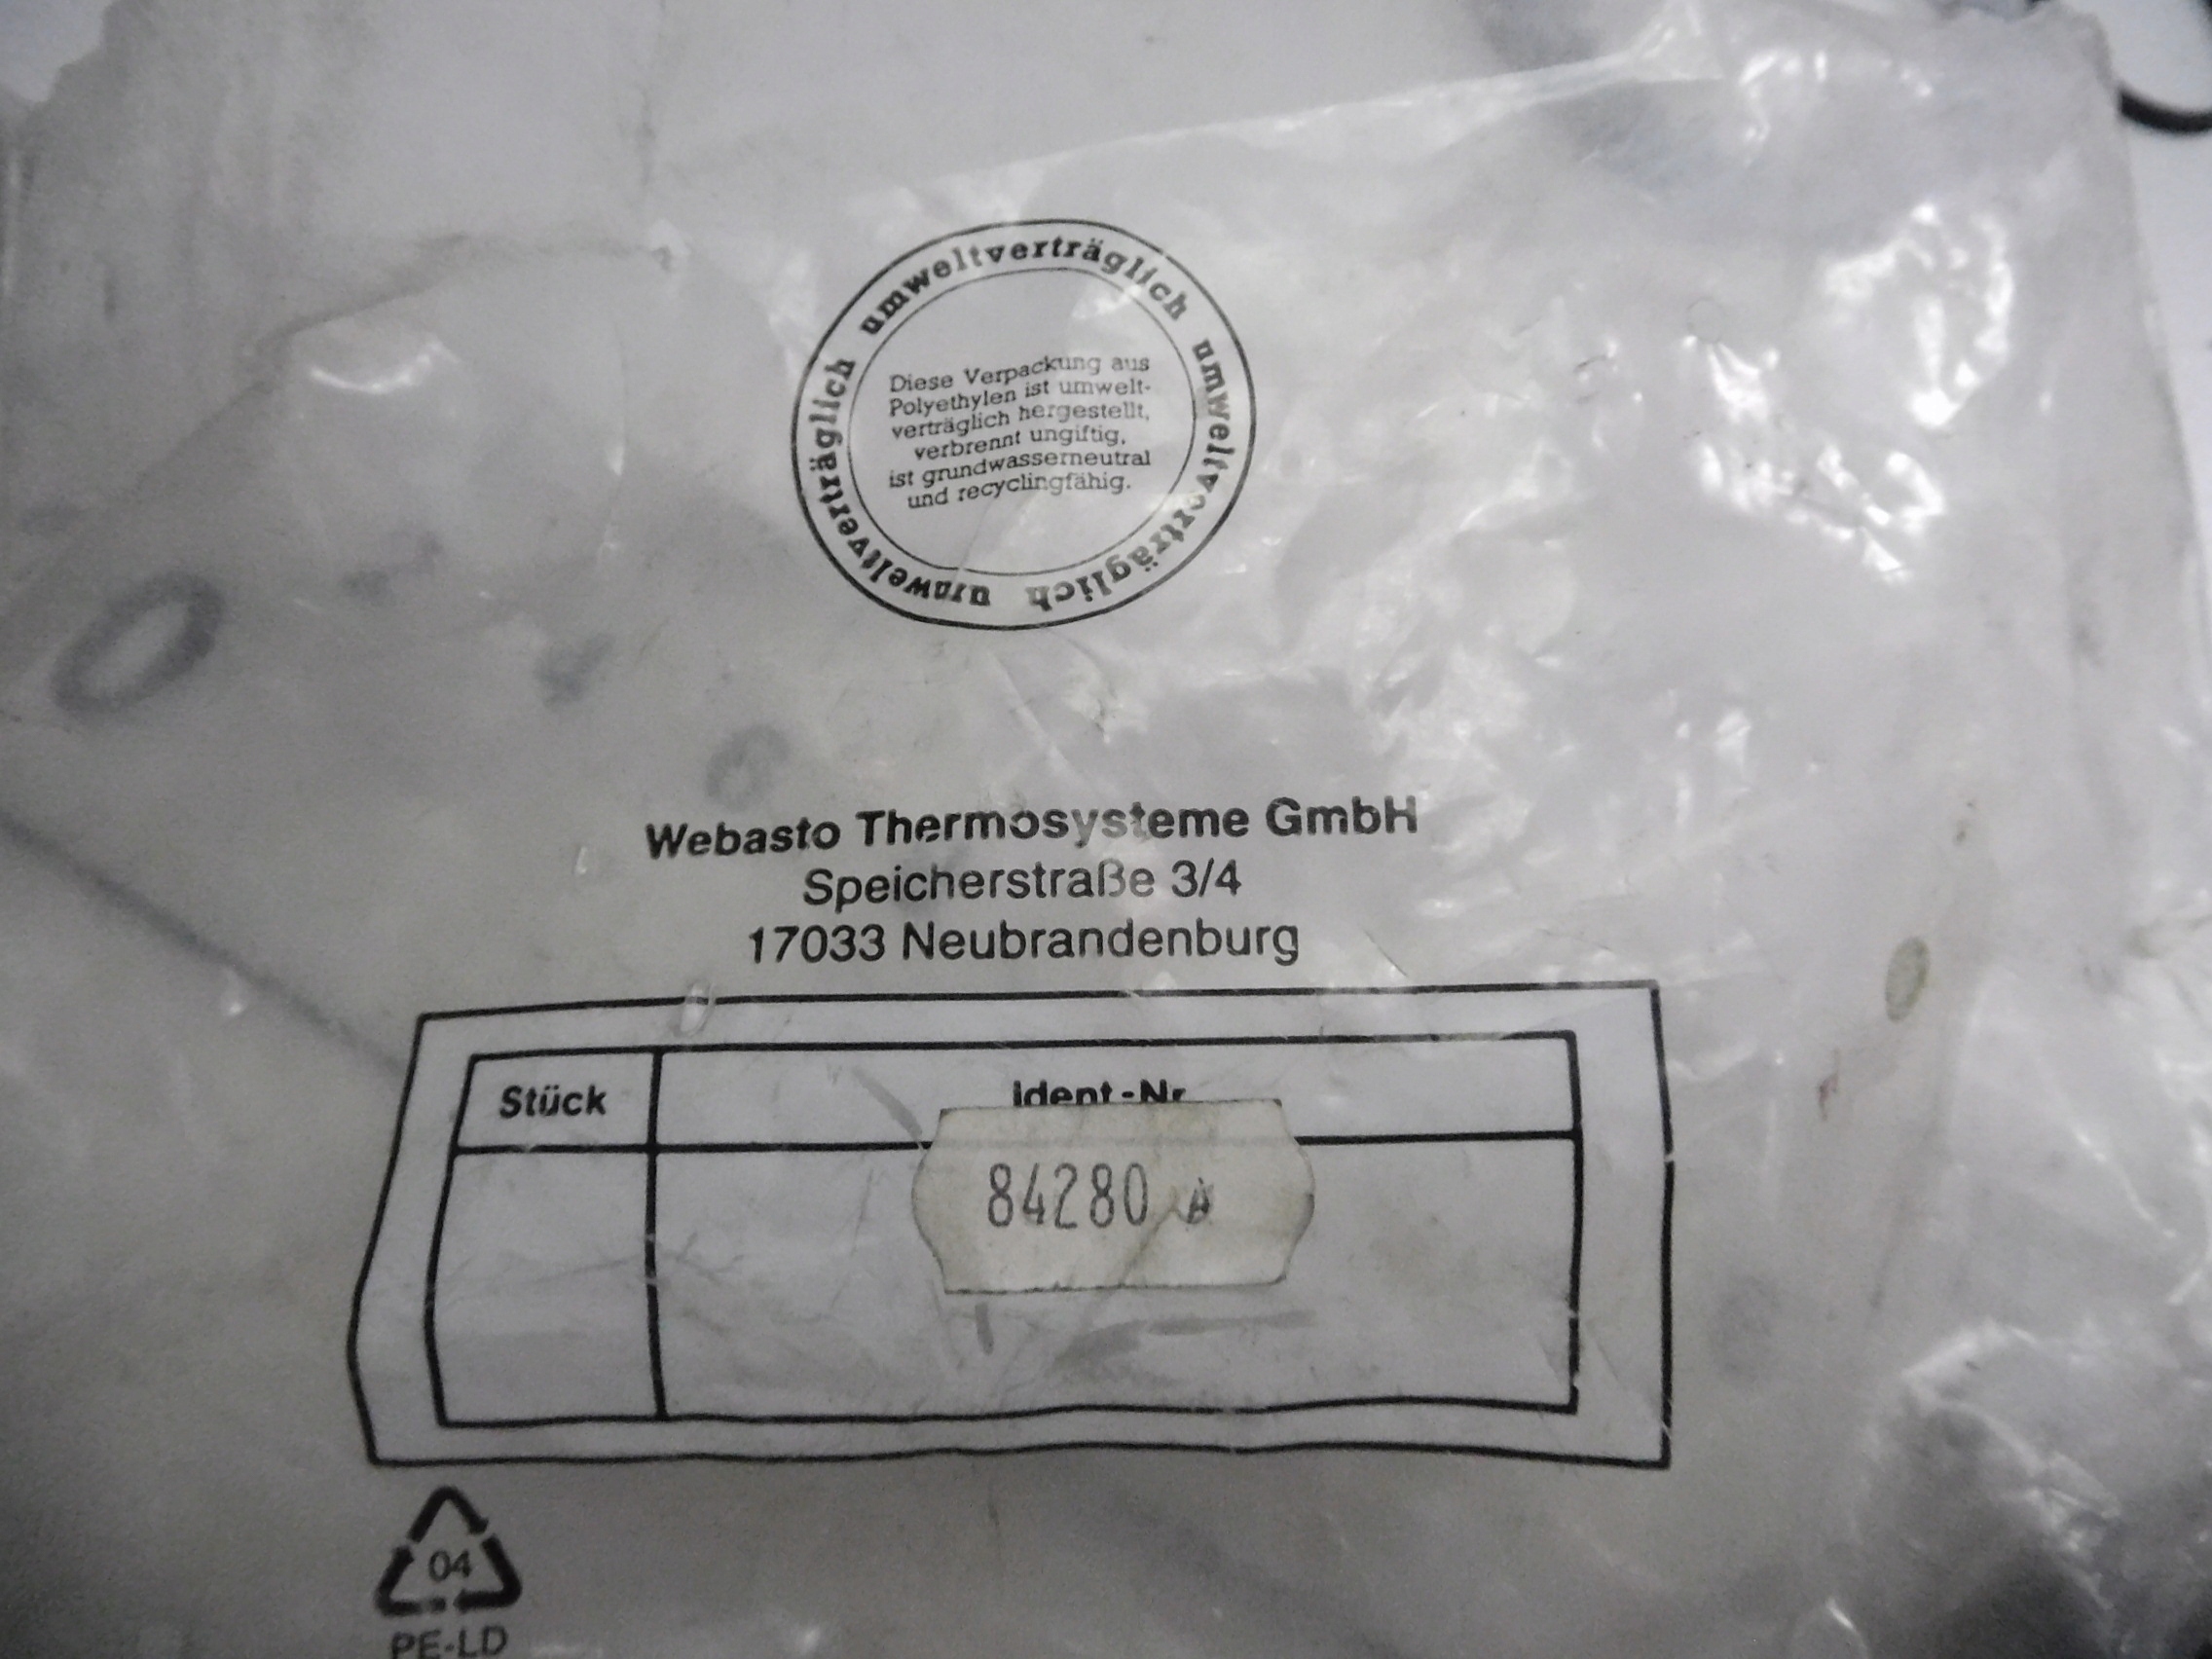 umweltverträglich umweltverträglich umweltverträglich
Diese Verpackung aus
Polyethylen ist umwelt-
verträglich hergestellt,
verbrennt ungiftig,
ist grundwasserneutral
und recyclingfähig.
Webasto Thermosysteme GmbH
Speicherstraße 3/4
17033 Neubrandenburg
Stück
Ident-Nr
84280
04
PE-LD